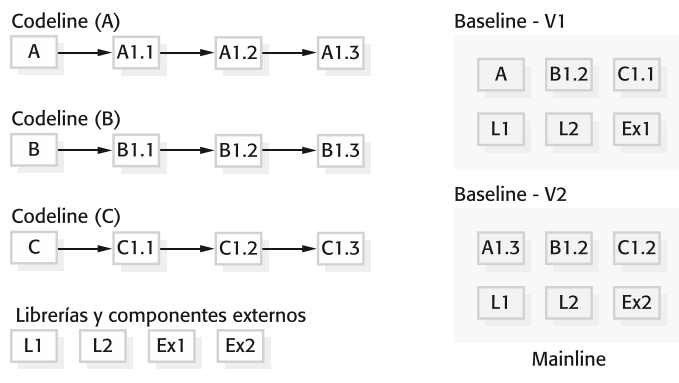 Codeline (A)
A A1.1 A1.2 A1.3
Codeline (B)
B B1.1 B1.2 B1.3
Codeline (C)
C C1.1 C1.2 C1.3
Librerías y componentes externos
L1 L2 Ex1 Ex2
Baseline - V1
A B1.2 C1.1
L1 L2 Ex1
Baseline - V2
A1.3 B1.2 C1.2
L1 L2 Ex2
Mainline